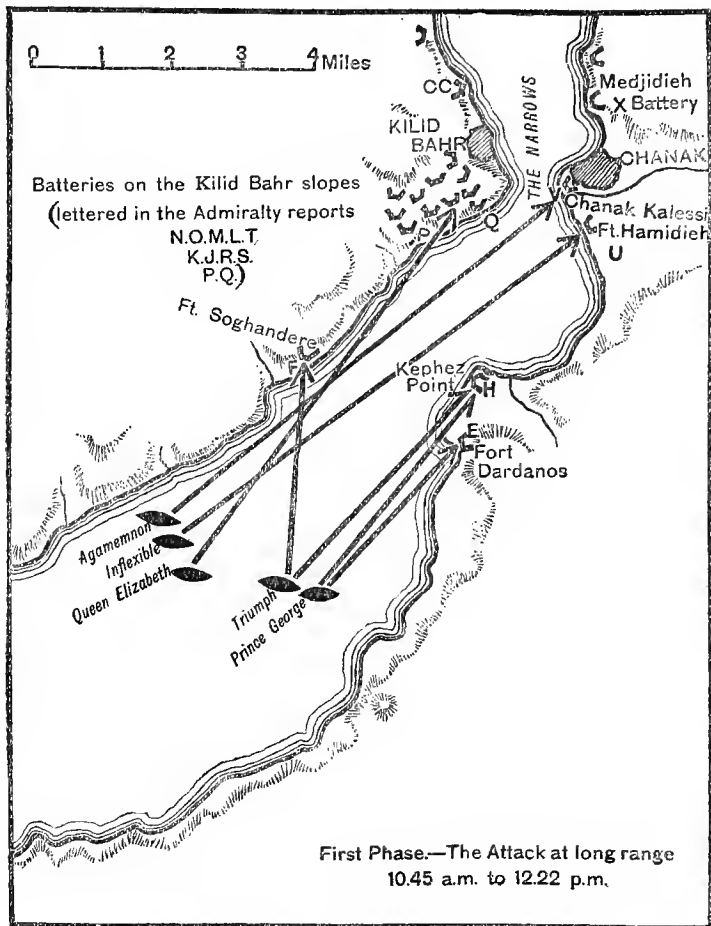 0 1 2 3 4 Miles
CC
Medjidieh
X Battery
THE NARROWS
KILID
BAHR
CHANAK
Batteries on the Kilid Bahr slopes
(lettered in the Admiralty reports
N.O.M.L.T.
K.J.R.S.
P.Q.)
P
Q
V
Chanak Kalessi
Ft. Hamidieh
U
Ft. Soghandere
F
Kephez
Point
H
E
Fort
Dardanos
Agamemnon
Inflexible
Queen Elizabeth
Triumph
Prince George
First Phase.—The Attack at long range
10.45 a.m. to 12.22 p.m.